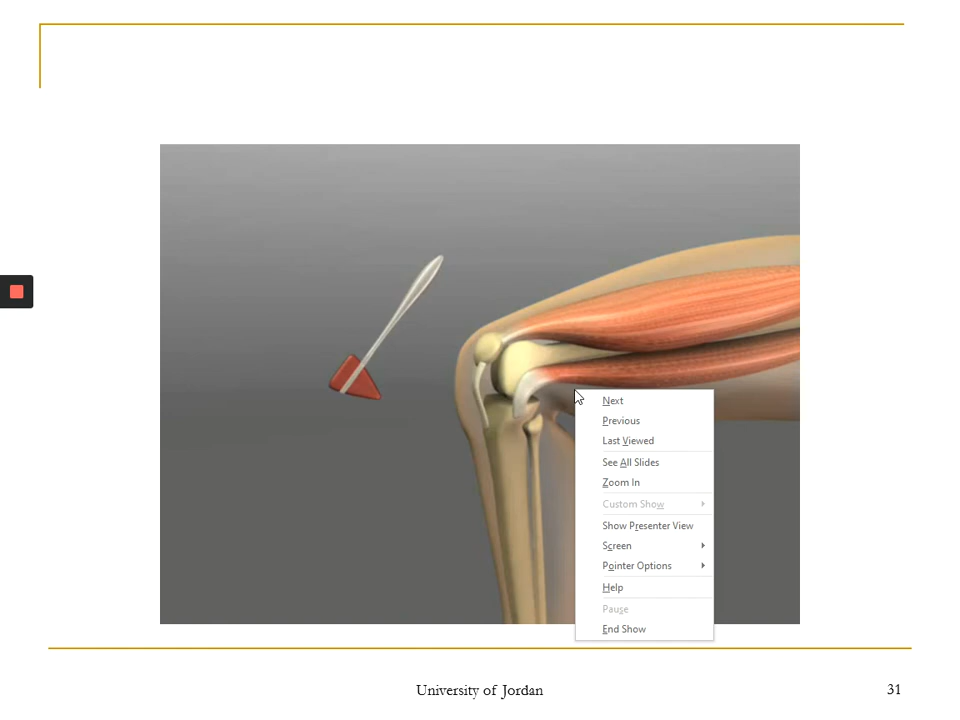 Next
Previous
Last Viewed
See All Slides
Zoom In
Custom Show
Show Presenter View
Screen
Pointer Options
Help
Pause
End Show
University of Jordan
31